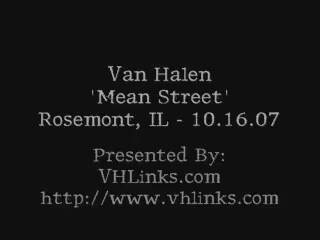 Van Halen
'Mean Street'
Rosemont, IL - 10.16.07
Presented By:
VHLinks.com
http://www.vhlinks.com